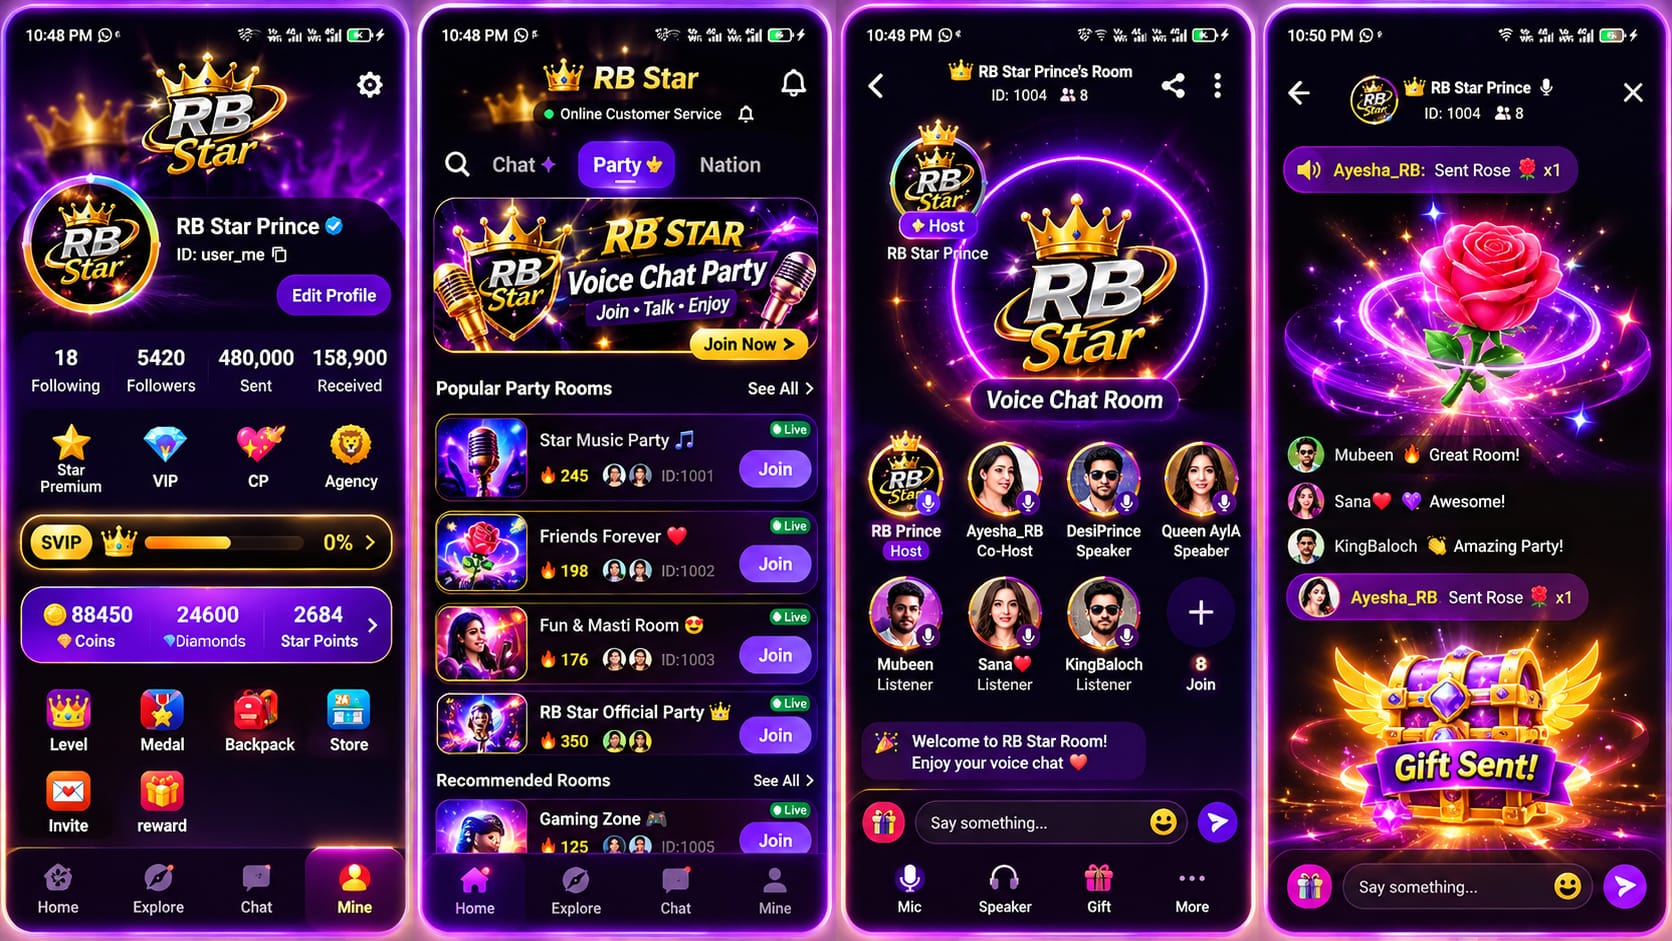 10:48 PM
RB
Star
RB
Star
RB Star Prince
ID: user_me
Edit Profile
18
Following
5420
Followers
480,000
Sent
158,900
Received
Star
Premium
VIP
CP
Agency
SVIP
0%
88450
Coins
24600
Diamonds
2684
Star Points
Level
Medal
Backpack
Store
Invite
reward
Home
Explore
Chat
Mine
10:48 PM
RB Star
Online Customer Service
Chat
Party
Nation
RB
Star
RB STAR
Voice Chat Party
Join • Talk • Enjoy
Join Now >
Popular Party Rooms
See All >
Star Music Party 🎵
Live
🔥 245
ID:1001
Join
Friends Forever ❤️
Live
🔥 198
ID:1002
Join
Fun & Masti Room 😍
Live
🔥 176
ID:1003
Join
RB Star Official Party 👑
Live
🔥 350
Join
Recommended Rooms
See All >
Gaming Zone 🎮
Live
🔥 125
ID:1005
Join
Home
Explore
Chat
Mine
10:48 PM
👑 RB Star Prince's Room
ID: 1004
8
RB
Star
Host
RB Star Prince
RB
Star
Voice Chat Room
RB
Star
RB Prince
Host
Ayesha_RB
Co-Host
DesiPrince
Speaker
Queen AylA
Speaber
Mubeen
Listener
Sana❤️
Listener
KingBaloch
Listener
8
Join
Welcome to RB Star Room!
Enjoy your voice chat ❤️
Say something...
Mic
Speaker
Gift
More
10:50 PM
RB
Star
👑 RB Star Prince
ID: 1004
8
Ayesha_RB: Sent Rose 🌹 x1
Mubeen 🔥 Great Room!
Sana❤️ 💜 Awesome!
KingBaloch 👏 Amazing Party!
Ayesha_RB Sent Rose 🌹 x1
Gift Sent!
Say something...